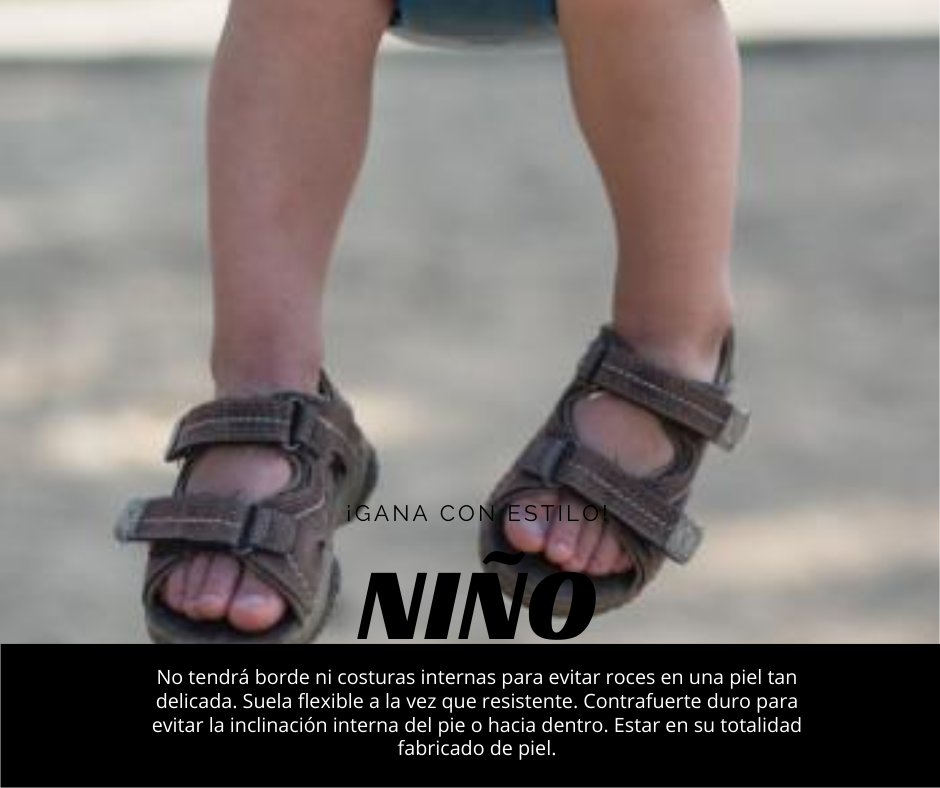 ¡GANA CON ESTILO!
NIÑO
No tendrá borde ni costuras internas para evitar roces en una piel tan
delicada. Suela flexible a la vez que resistente. Contrafuerte duro para
evitar la inclinación interna del pie o hacia dentro. Estar en su totalidad
fabricado de piel.